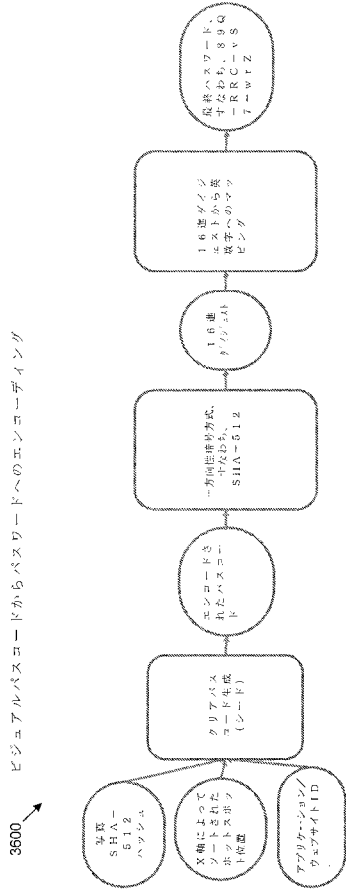 3600
ビジュアルパスコードからパスワードへのエンコーディング
写真
SHA-
512
ハッシュ
X軸によって
ソートされた
ホットスポッ
ト位置
アプリケーション/
ウェブサイトID
クリアパス
コード生成
(シード)
エンコードさ
れたパスコー
ド
一方向性暗号方式、
すなわち、
SHA-512
16進
ダイジェスト
16進ダイジ
ェストから英
数字へのマッ
ピング
最終パスワード、
すなわち、89Q
-RRC-vS
7-wrZ